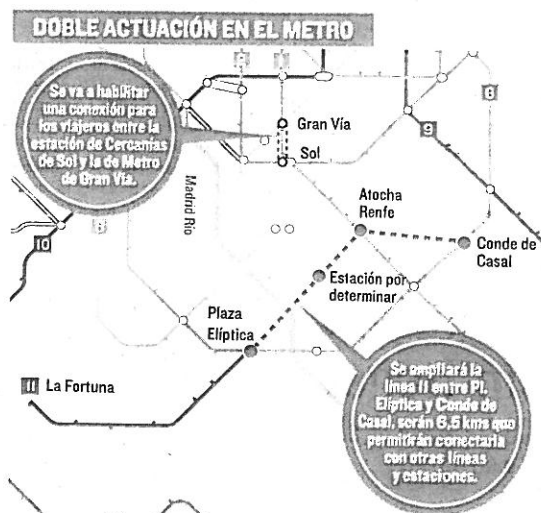 DOBLE ACTUACIÓN EN EL METRO
Se va a habilitar
una conexión para
los viajeros entre la
estación de Cercanías
de Sol y la de Metro
de Gran Vía.
Gran Vía
Sol
Madrid Río
6
9
Atocha
Renfe
Conde de
Casal
10
Estación por
determinar
Plaza
Elíptica
11 La Fortuna
Se ampliará la
línea 11 entre Pl.
Elíptica y Conde de
Casal, serán 6,5 kms que
permitirán conectarla
con otras líneas
y estaciones.